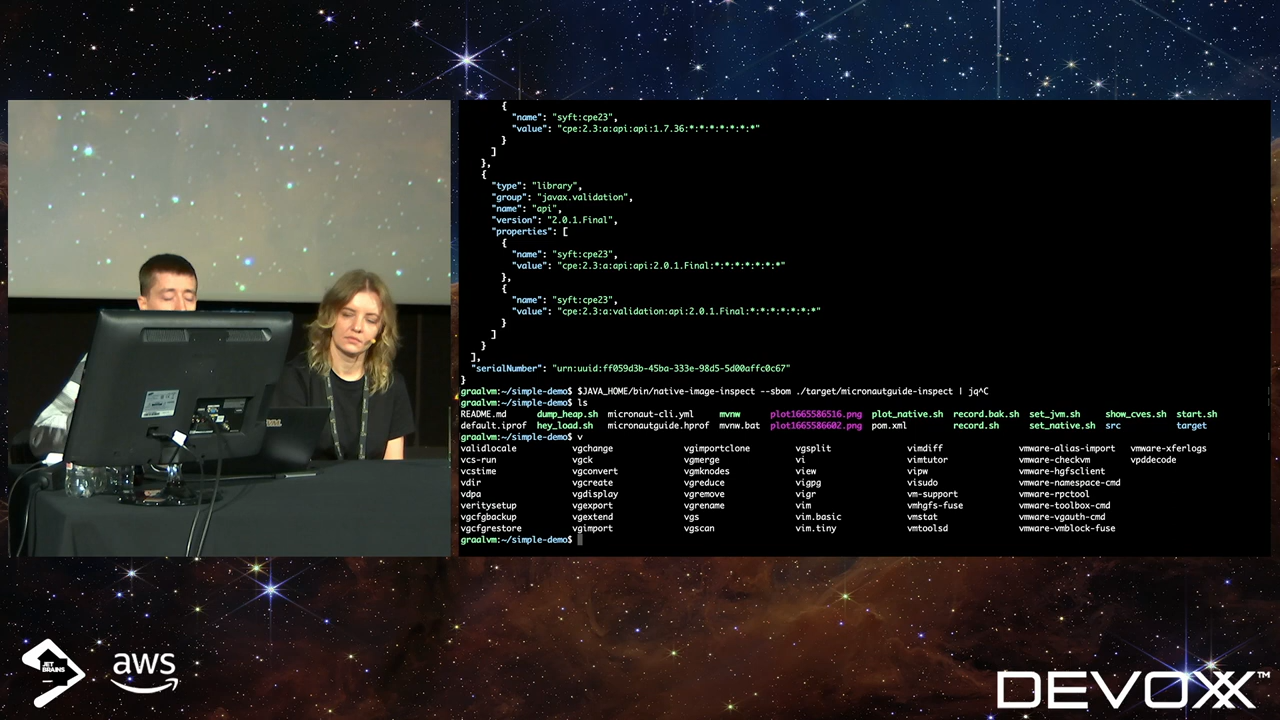 {
"name": "syft:cpe23",
"value": "cpe:2.3:a:api:api:1.7.36:*:*:*:*:*:*:*"
}
]
},
{
"type": "library",
"group": "javax.validation",
"name": "api",
"version": "2.0.1.Final",
"properties": [
{
"name": "syft:cpe23",
"value": "cpe:2.3:a:api:api:2.0.1.Final:*:*:*:*:*:*:*"
},
{
"name": "syft:cpe23",
"value": "cpe:2.3:a:validation:api:2.0.1.Final:*:*:*:*:*:*:*"
}
]
}
],
"serialNumber": "urn:uuid:ff059d3b-45ba-333e-98d5-5d00affc0c67"
}
graalvm:~/simple-demo$ $JAVA_HOME/bin/native-image-inspect --sbom ./target/micronautguide-inspect | jq^C
graalvm:~/simple-demo$ ls
README.md dump_heap.sh micronaut-cli.yml mvnw plot1665586516.png plot_native.sh record.bak.sh set_jvm.sh show_cves.sh start.sh
default.iprof hey_load.sh micronautguide.hprof mvnw.bat plot1665586602.png pom.xml record.sh set_native.sh src target
graalvm:~/simple-demo$ v
validlocale vgchange vgimportclone vgsplit vimdiff vmware-alias-import vmware-xferlogs
vcs-run vgck vgmerge vi vimtutor vmware-checkvm vpddecode
vcstime vgconvert vgmknodes view vipw vmware-hgfsclient
vdir vgcreate vgreduce vigpg visudo vmware-namespace-cmd
vdpa vgdisplay vgremove vigr vm-support vmware-rpctool
veritysetup vgexport vgrename vim vmhgfs-fuse vmware-toolbox-cmd
vgcfgbackup vgextend vgs vim.basic vmstat vmware-vgauth-cmd
vgcfgrestore vgimport vgscan vim.tiny vmtoolsd vmware-vmblock-fuse
graalvm:~/simple-demo$
JET
BRAINS
aws
DEVOXX™